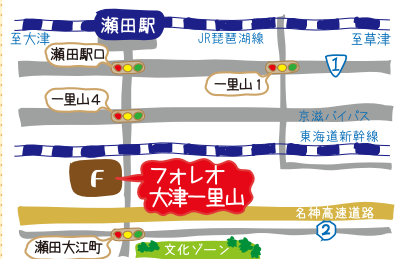 瀬田駅
至大津
JR琵琶湖線
至草津
瀬田駅口
一里山1
1
一里山4
京滋バイパス
東海道新幹線
F
フォレオ
大津一里山
名神高速道路
瀬田大江町
2
文化ゾーン